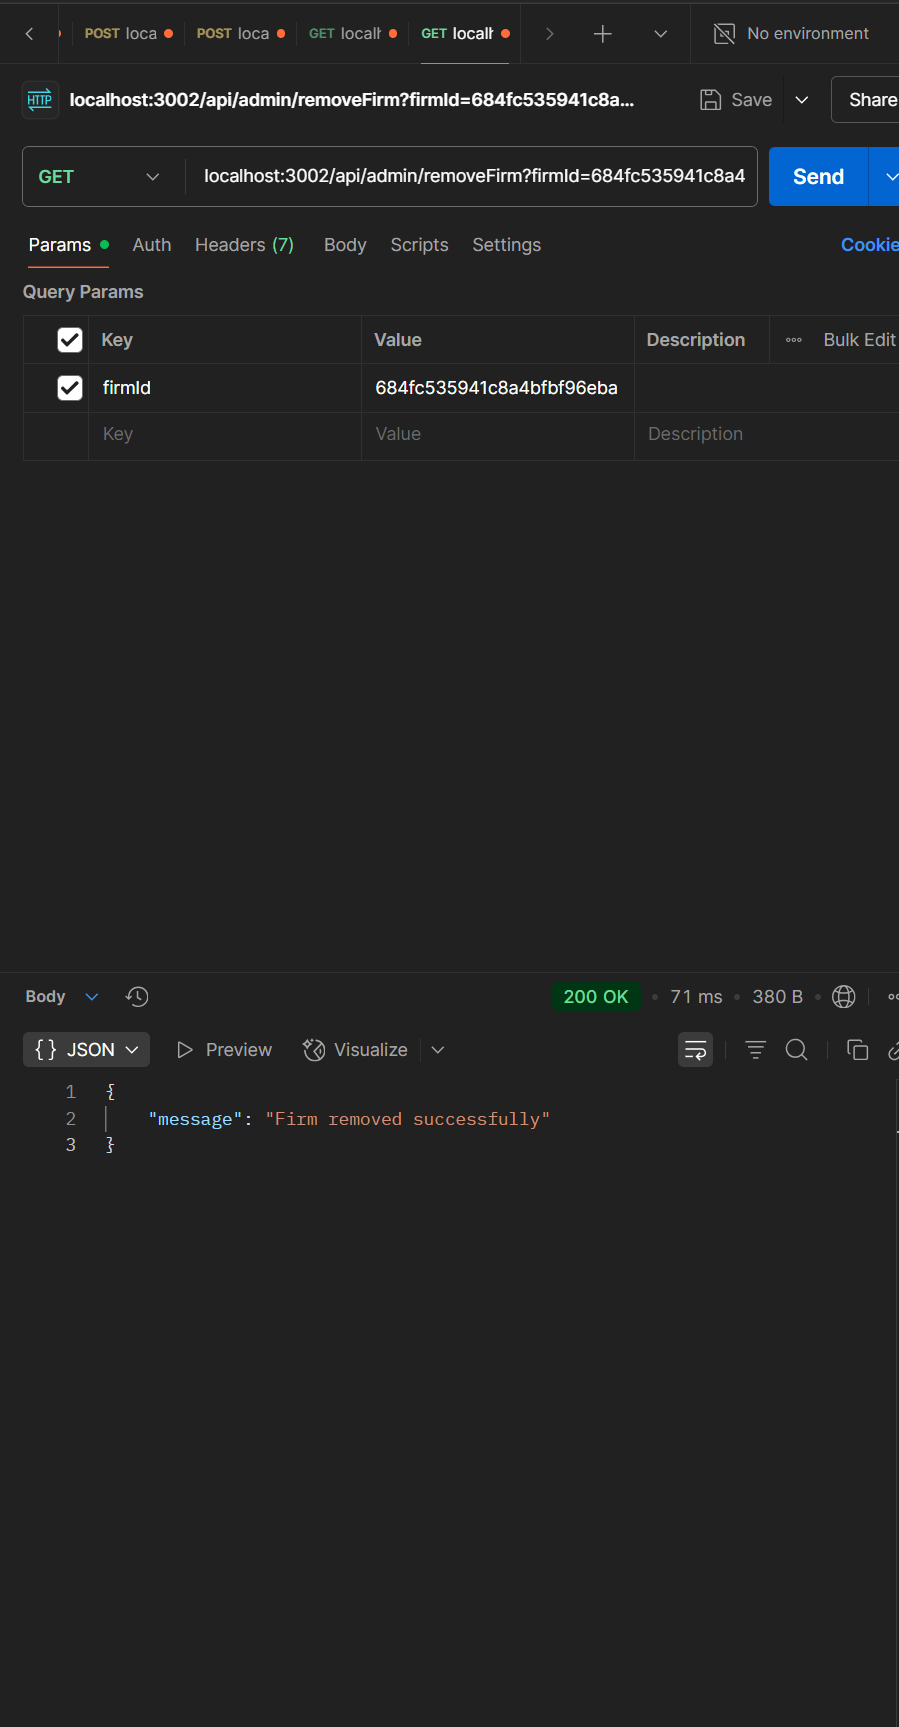 POST loca POST loca GET localh GET localh No environment
HTTP localhost:3002/api/admin/removeFirm?firmId=684fc535941c8a... Save Share
GET localhost:3002/api/admin/removeFirm?firmId=684fc535941c8a4 Send
Params Auth Headers (7) Body Scripts Settings Cookie
Query Params
Key Value Description Bulk Edit
firmId 684fc535941c8a4bfbf96eba
Key Value Description
Body 200 OK 71 ms 380 B
{} JSON Preview Visualize
1 {
2 "message": "Firm removed successfully"
3 }